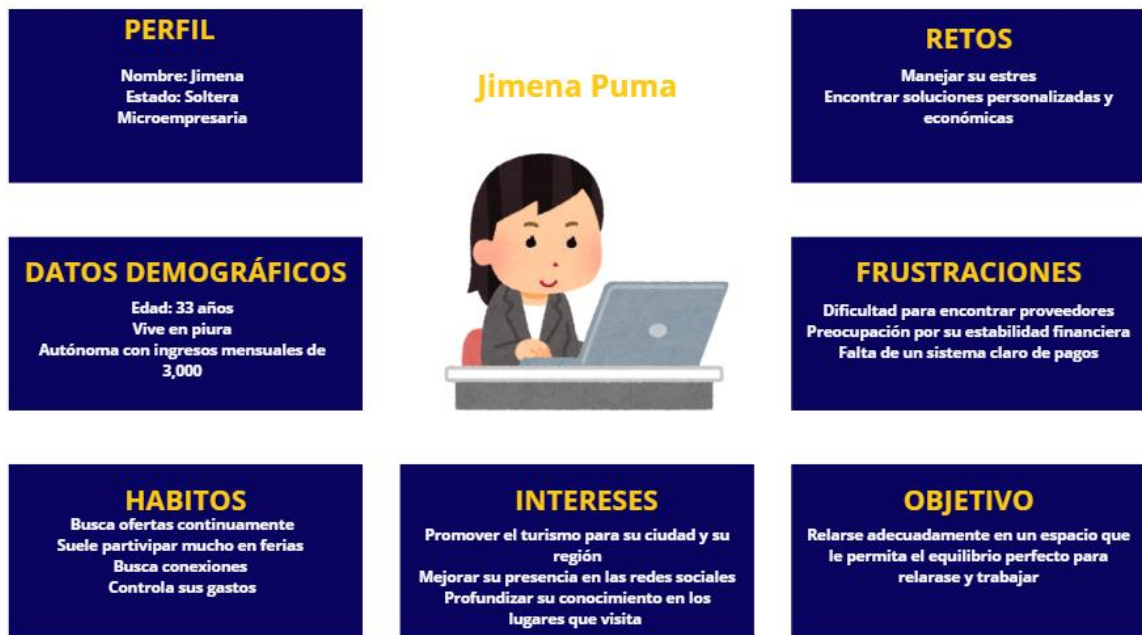 PERFIL
Nombre: Jimena
Estado: Soltera
Microempresaria
Jimena Puma
RETOS
Manejar su estres
Encontrar soluciones personalizadas y
económicas
DATOS DEMOGRÁFICOS
Edad: 33 años
Vive en piura
Autónoma con ingresos mensuales de
3,000
FRUSTRACIONES
Dificultad para encontrar proveedores
Preocupación por su estabilidad financiera
Falta de un sistema claro de pagos
HABITOS
Busca ofertas continuamente
Suele partivipar mucho en ferias
Busca conexiones
Controla sus gastos
INTERESES
Promover el turismo para su ciudad y su
región
Mejorar su presencia en las redes sociales
Profundizar su conocimiento en los
lugares que visita
OBJETIVO
Relarse adecuadamente en un espacio que
le permita el equilibrio perfecto para
relarase y trabajar